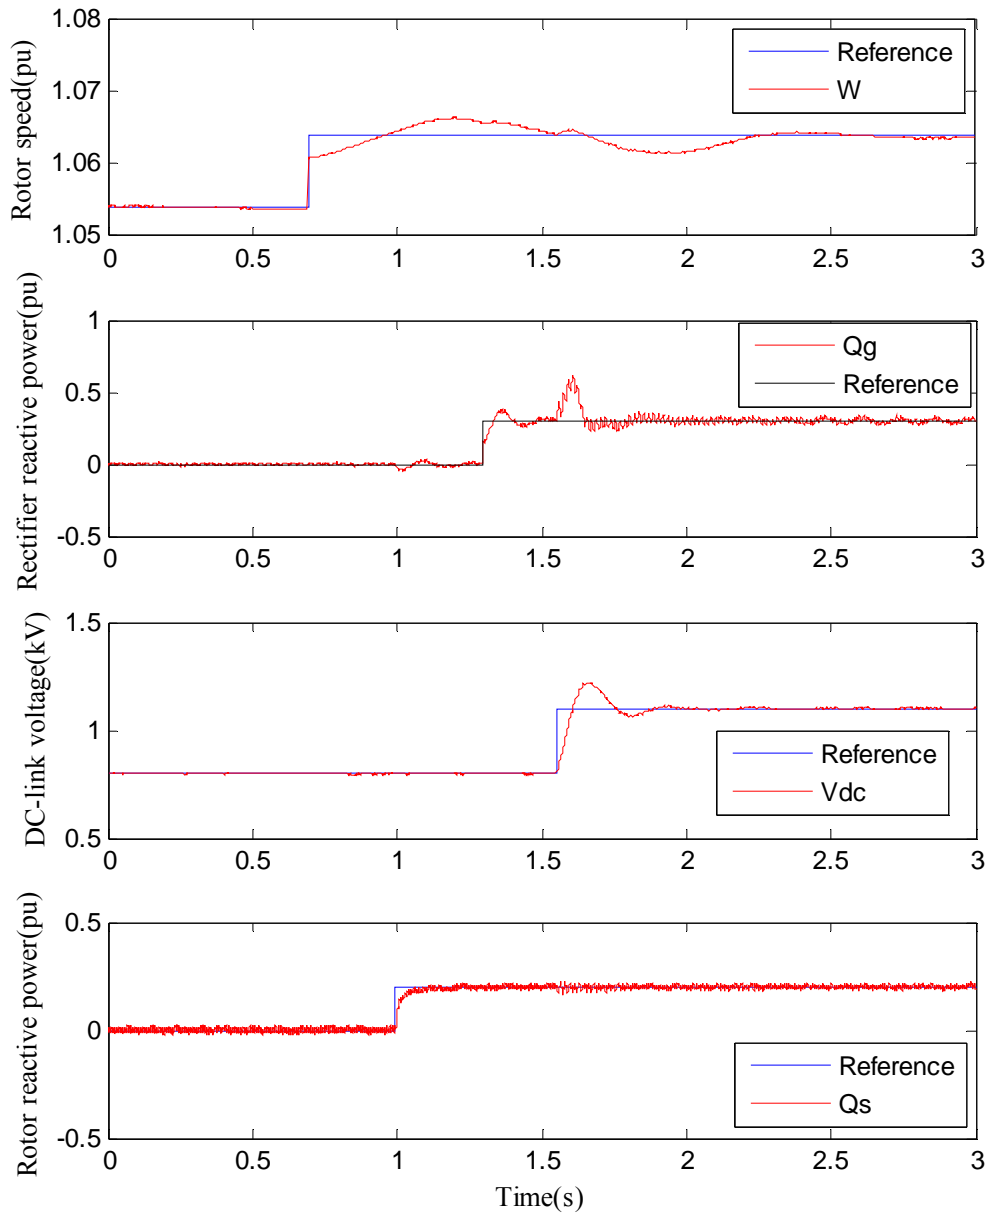 1.08
1.07
1.06
1.05
Rotor speed(pu)
Reference
W
0 0.5 1 1.5 2 2.5 3
1
0.5
0
-0.5
Rectifier reactive power(pu)
Qg
Reference
0 0.5 1 1.5 2 2.5 3
1.5
1
0.5
DC-link voltage(kV)
Reference
Vdc
0 0.5 1 1.5 2 2.5 3
0.5
0
-0.5
Rotor reactive power(pu)
Reference
Qs
0 0.5 1 1.5 2 2.5 3
Time(s)